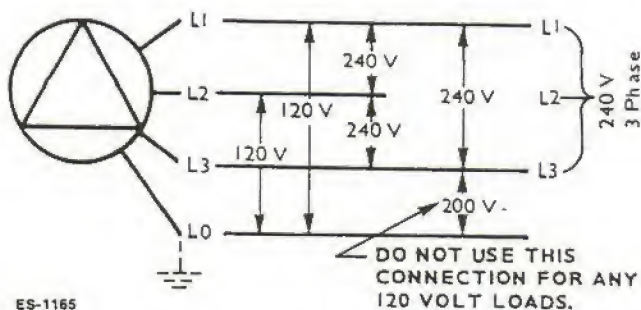 L1
L2
L3
L0
240 V
240 V
120 V
120 V
240 V
200 V
L1
L2
L3
240 V
3 Phase
DO NOT USE THIS
CONNECTION FOR ANY
120 VOLT LOADS.
ES-1165